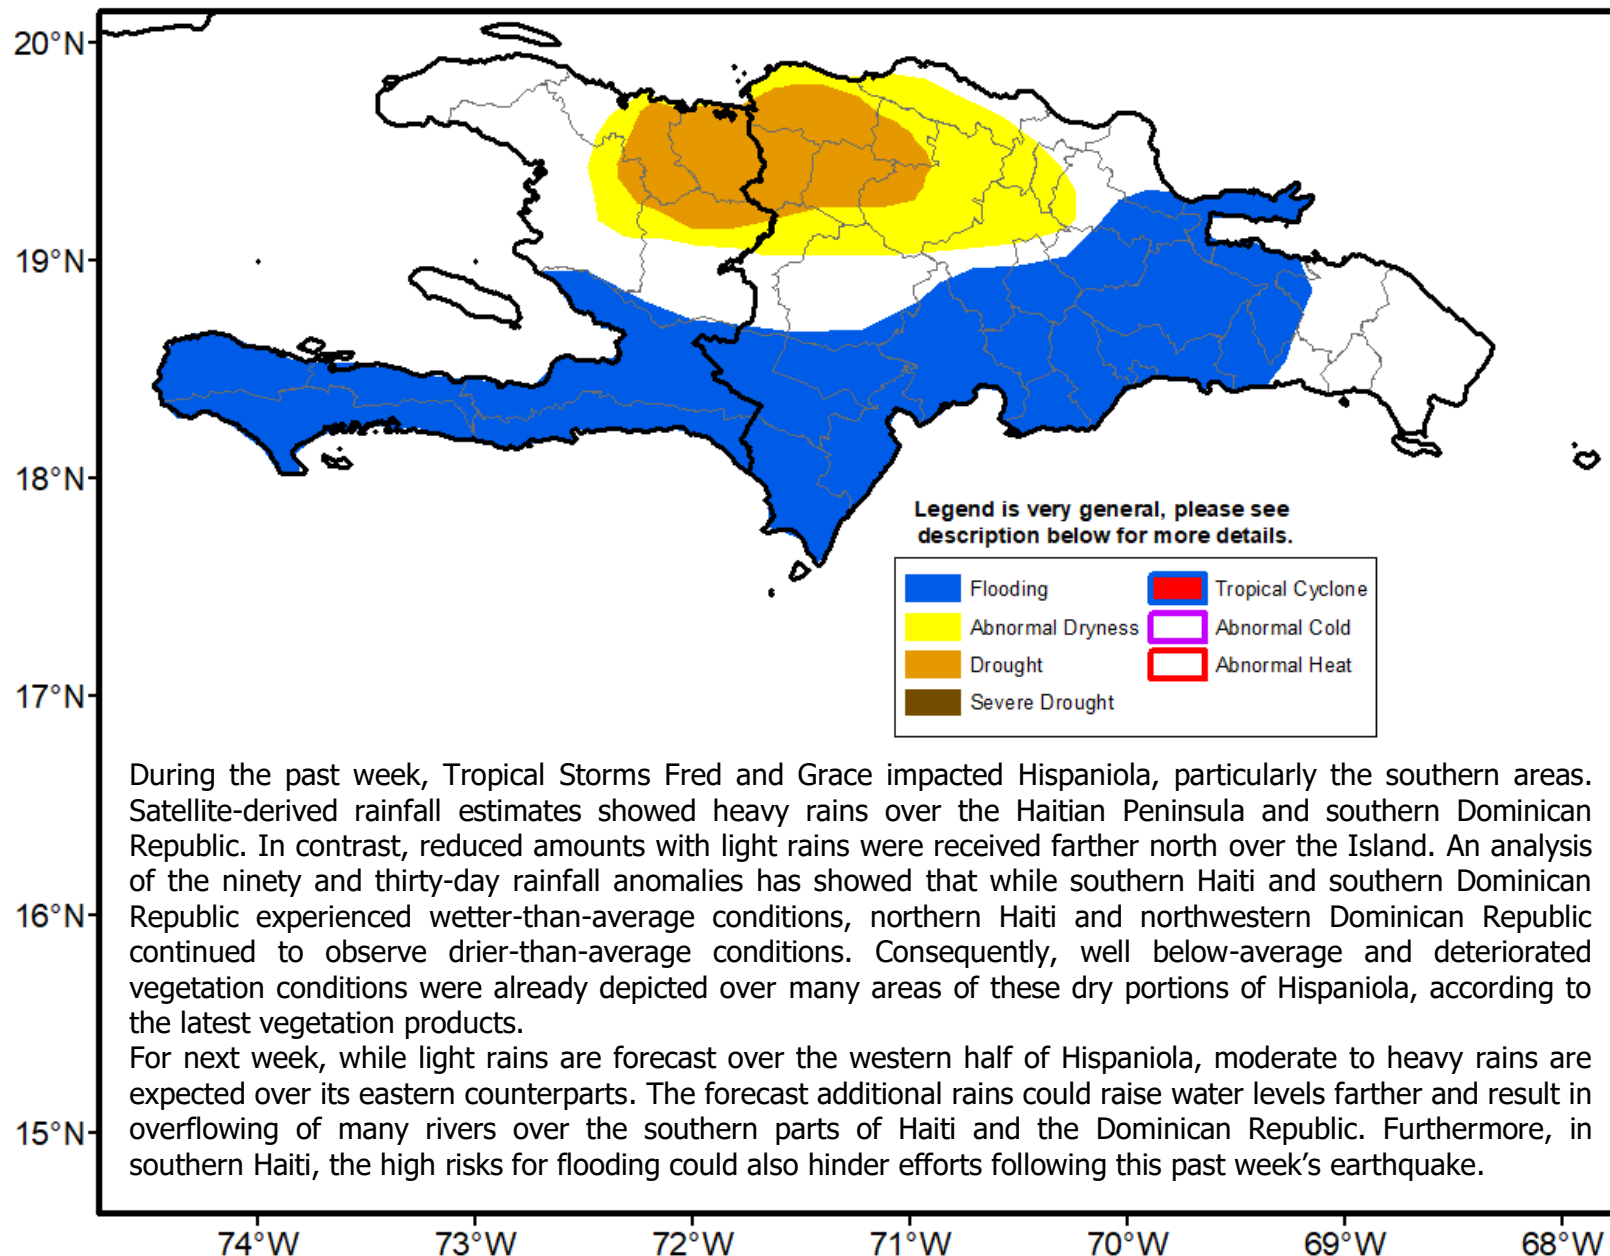 20°N
19°N
18°N
17°N
16°N
15°N
Legend is very general, please see
description below for more details.
Flooding
Tropical Cyclone
Abnormal Dryness
Abnormal Cold
Drought
Abnormal Heat
Severe Drought
During the past week, Tropical Storms Fred and Grace impacted Hispaniola, particularly the southern areas.
Satellite-derived rainfall estimates showed heavy rains over the Haitian Peninsula and southern Dominican
Republic. In contrast, reduced amounts with light rains were received farther north over the Island. An analysis
of the ninety and thirty-day rainfall anomalies has showed that while southern Haiti and southern Dominican
Republic experienced wetter-than-average conditions, northern Haiti and northwestern Dominican Republic
continued to observe drier-than-average conditions. Consequently, well below-average and deteriorated
vegetation conditions were already depicted over many areas of these dry portions of Hispaniola, according to
the latest vegetation products.
For next week, while light rains are forecast over the western half of Hispaniola, moderate to heavy rains are
expected over its eastern counterparts. The forecast additional rains could raise water levels farther and result in
overflowing of many rivers over the southern parts of Haiti and the Dominican Republic. Furthermore, in
southern Haiti, the high risks for flooding could also hinder efforts following this past week’s earthquake.
74°W
73°W
72°W
71°W
70°W
69°W
68°W